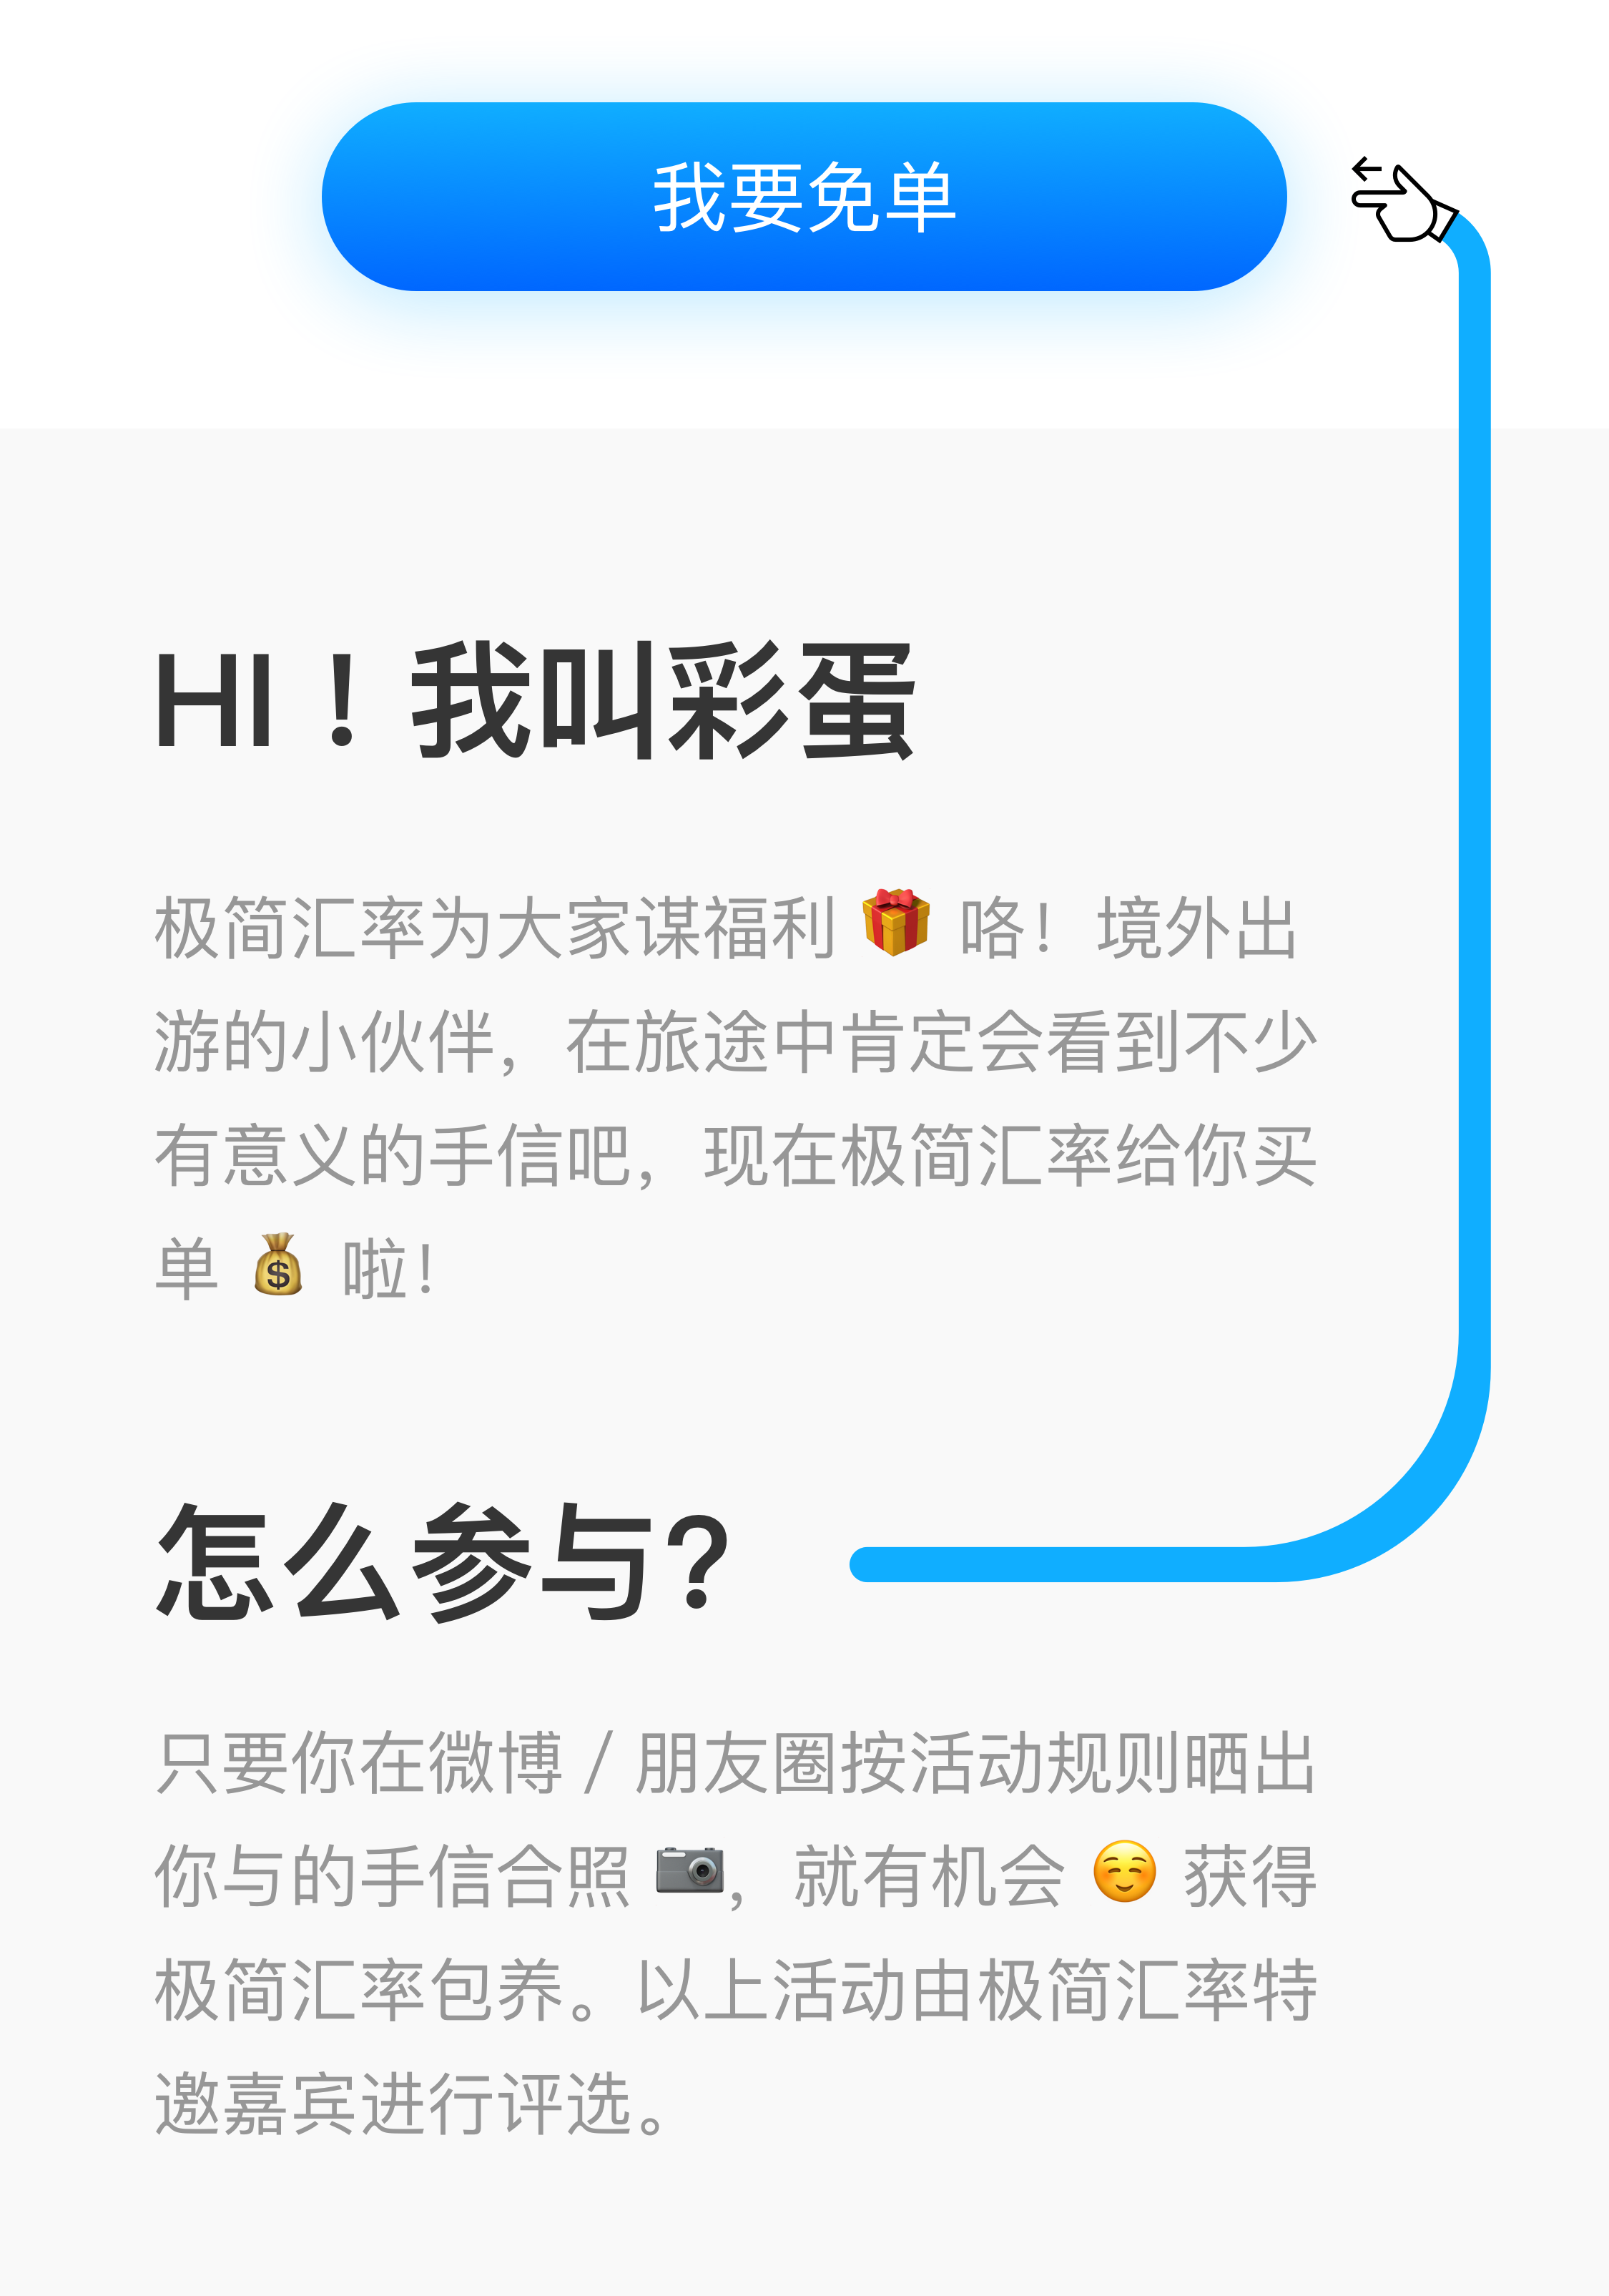 我要免单
HI！我叫彩蛋
极简汇率为大家谋福利 🎁 咯！境外出
游的小伙伴，在旅途中肯定会看到不少
有意义的手信吧，现在极简汇率给你买
单 💰 啦！
怎么参与？
只要你在微博 / 朋友圈按活动规则晒出
你与的手信合照 📷，就有机会 ☺️ 获得
极简汇率包养。以上活动由极简汇率特
邀嘉宾进行评选。